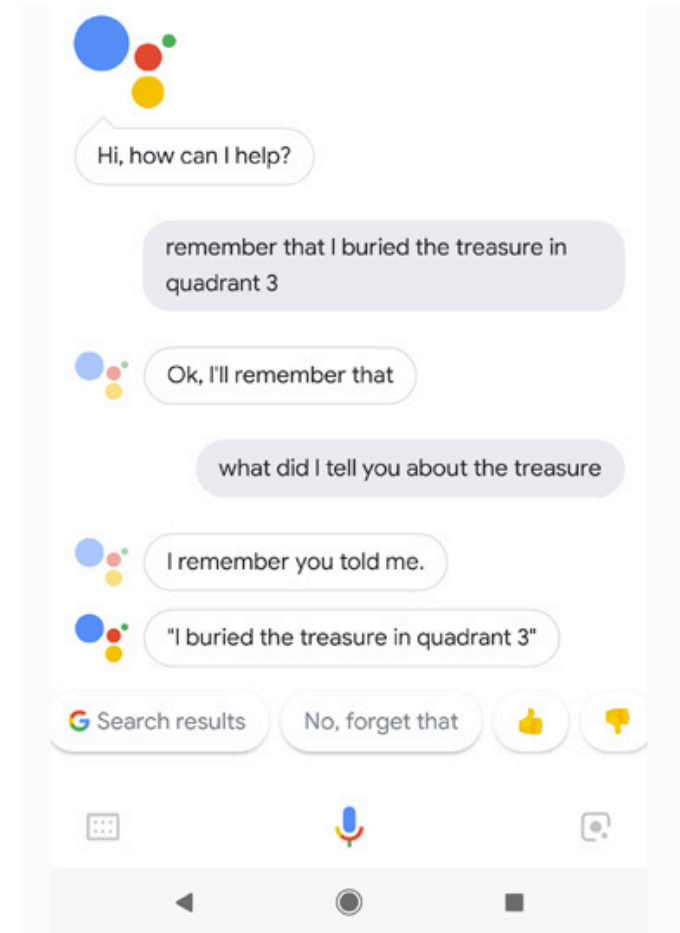 Hi, how can I help?
remember that I buried the treasure in
quadrant 3
Ok, I'll remember that
what did I tell you about the treasure
I remember you told me.
"I buried the treasure in quadrant 3"
G Search results No, forget that